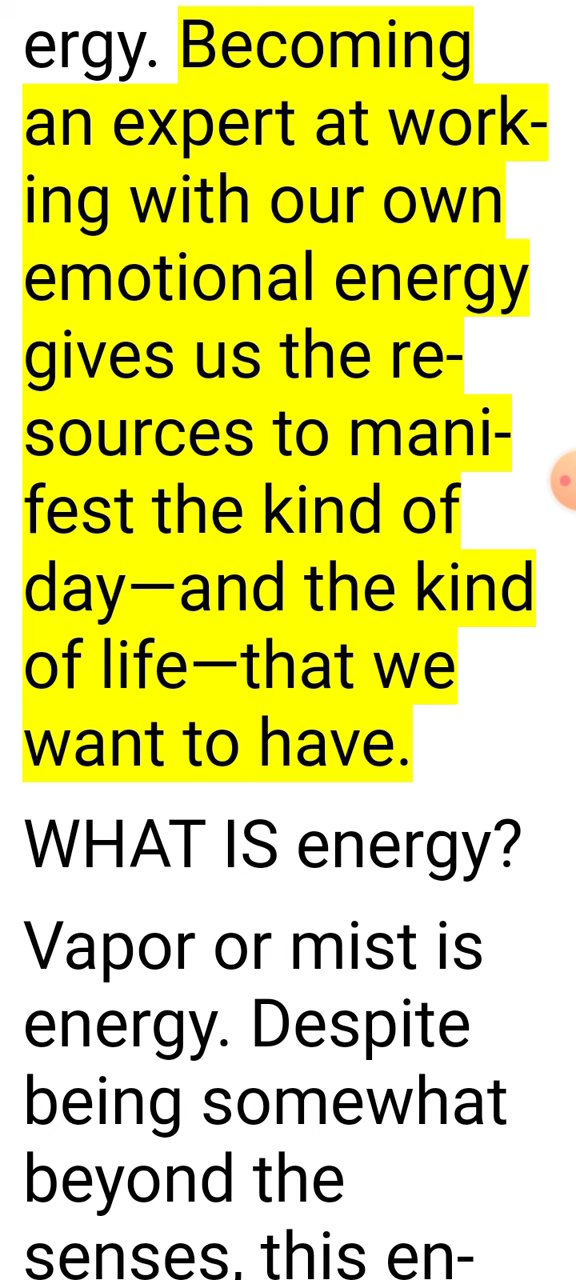 ergy. Becoming
an expert at work-
ing with our own
emotional energy
gives us the re-
sources to mani-
fest the kind of
day—and the kind
of life—that we
want to have.
WHAT IS energy?
Vapor or mist is
energy. Despite
being somewhat
beyond the
senses, this en-